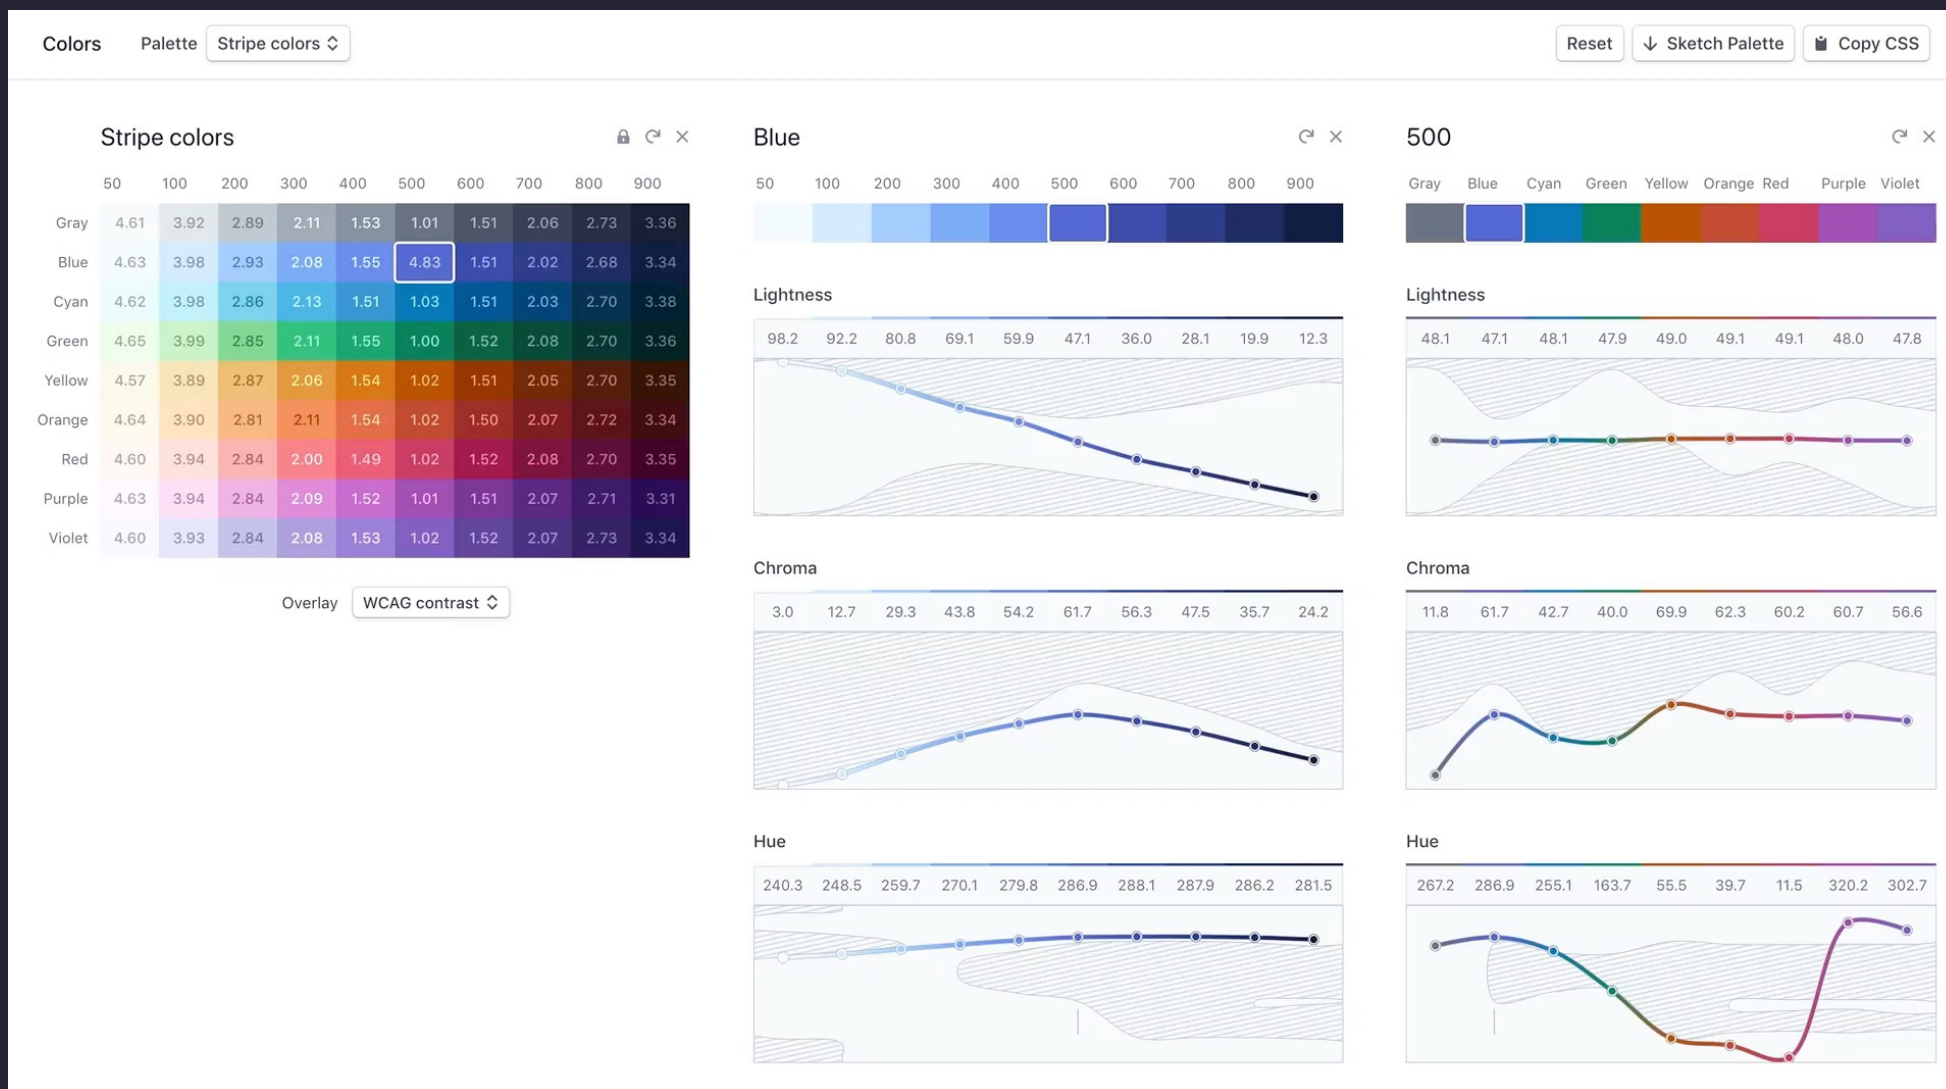 Colors Palette Stripe colors Reset Sketch Palette Copy CSS
Stripe colors
50 100 200 300 400 500 600 700 800 900
Gray 4.61 3.92 2.89 2.11 1.53 1.01 1.51 2.06 2.73 3.36
Blue 4.63 3.98 2.93 2.08 1.55 4.83 1.51 2.02 2.68 3.34
Cyan 4.62 3.98 2.86 2.13 1.51 1.03 1.51 2.03 2.70 3.38
Green 4.65 3.99 2.85 2.11 1.55 1.00 1.52 2.08 2.70 3.36
Yellow 4.57 3.89 2.87 2.06 1.54 1.02 1.51 2.05 2.70 3.35
Orange 4.64 3.90 2.81 2.11 1.54 1.02 1.50 2.07 2.72 3.34
Red 4.60 3.94 2.84 2.00 1.49 1.02 1.52 2.08 2.70 3.35
Purple 4.63 3.94 2.84 2.09 1.52 1.01 1.51 2.07 2.71 3.31
Violet 4.60 3.93 2.84 2.08 1.53 1.02 1.52 2.07 2.73 3.34
Overlay WCAG contrast
Blue
50 100 200 300 400 500 600 700 800 900
Lightness
98.2 92.2 80.8 69.1 59.9 47.1 36.0 28.1 19.9 12.3
Chroma
3.0 12.7 29.3 43.8 54.2 61.7 56.3 47.5 35.7 24.2
Hue
240.3 248.5 259.7 270.1 279.8 286.9 288.1 287.9 286.2 281.5
500
Gray Blue Cyan Green Yellow Orange Red Purple Violet
Lightness
48.1 47.1 48.1 47.9 49.0 49.1 49.1 48.0 47.8
Chroma
11.8 61.7 42.7 40.0 69.9 62.3 60.2 60.7 56.6
Hue
267.2 286.9 255.1 163.7 55.5 39.7 11.5 320.2 302.7